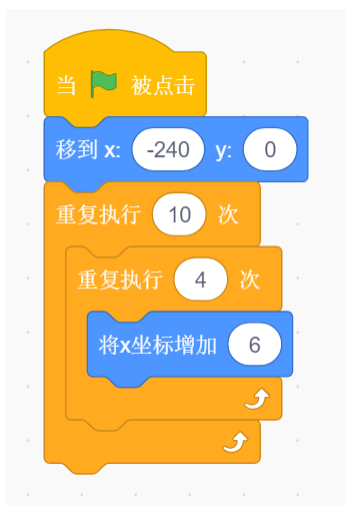 当 被点击
移到 x: -240 y: 0
重复执行 10 次
重复执行 4 次
将x坐标增加 6